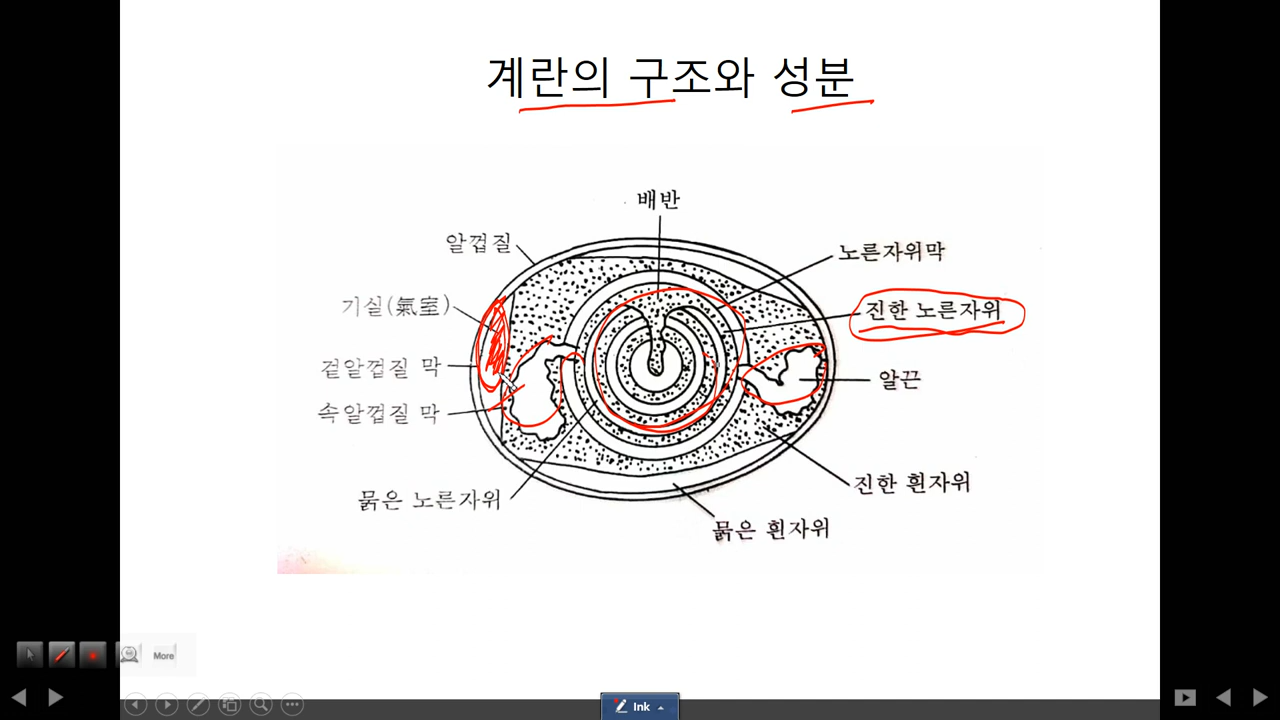 계란의 구조와 성분
배반
알껍질
노른자위막
기실(氣室)
진한 노른자위
겉알껍질 막
알끈
속알껍질 막
진한 흰자위
묽은 노른자위
묽은 흰자위
More
Ink